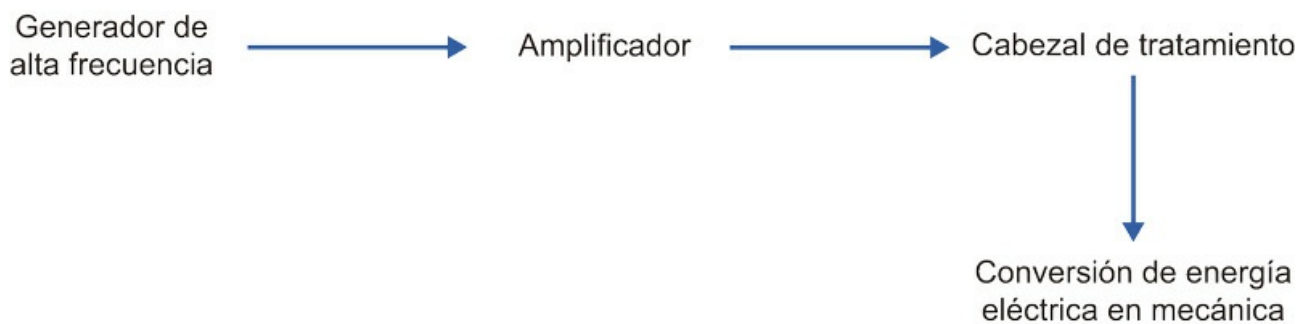 Generador de
alta frecuencia
Amplificador
Cabezal de tratamiento
Conversión de energía
eléctrica en mecánica